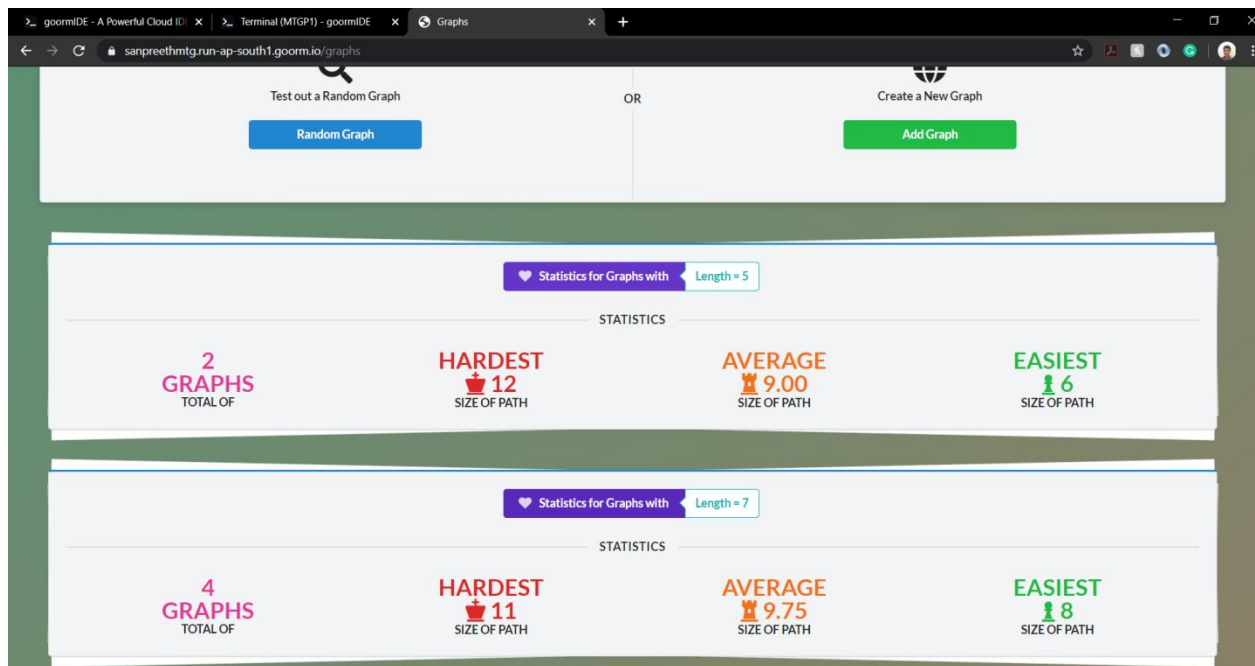 goormIDE - A Powerful Cloud ID
Terminal (MTGP1) - goormIDE
Graphs
sanpreethmtg.run-ap-south1.goorm.io/graphs
Test out a Random Graph
OR
Create a New Graph
Random Graph
Add Graph
Statistics for Graphs with
Length = 5
STATISTICS
2
GRAPHS
TOTAL OF
HARDEST
12
SIZE OF PATH
AVERAGE
9.00
SIZE OF PATH
EASIEST
6
SIZE OF PATH
Statistics for Graphs with
Length = 7
STATISTICS
4
GRAPHS
TOTAL OF
HARDEST
11
SIZE OF PATH
AVERAGE
9.75
SIZE OF PATH
EASIEST
8
SIZE OF PATH